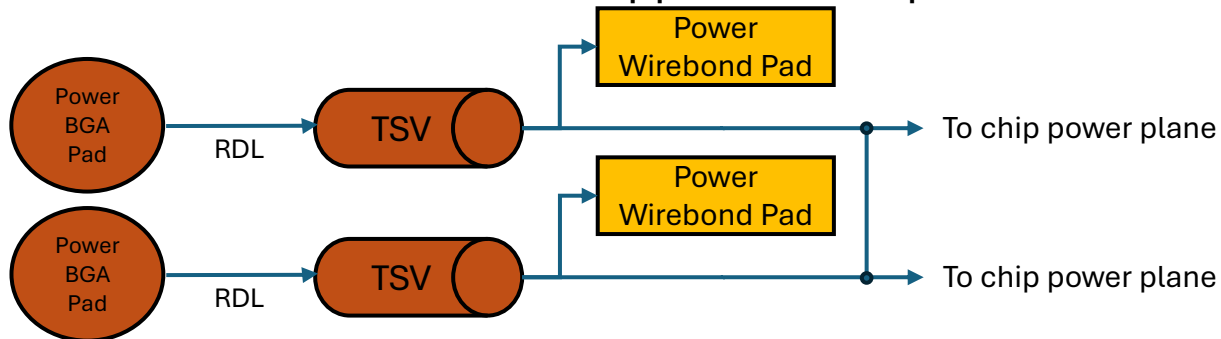 Power
Wirebond Pad
Power
BGA
Pad
RDL
TSV
To chip power plane
Power
Wirebond Pad
Power
BGA
Pad
RDL
TSV
To chip power plane